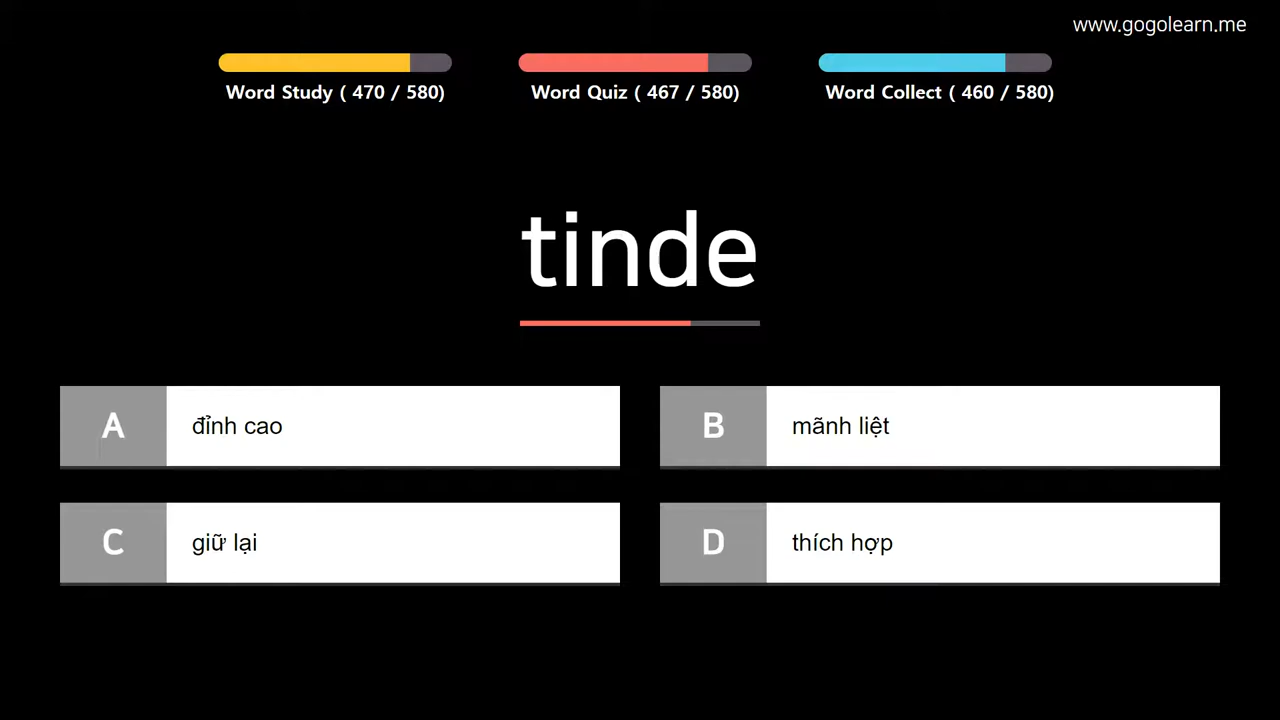 www.gogolearn.me
Word Study ( 470 / 580)
Word Quiz ( 467 / 580)
Word Collect ( 460 / 580)
tinde
A đỉnh cao
B mãnh liệt
C giữ lại
D thích hợp